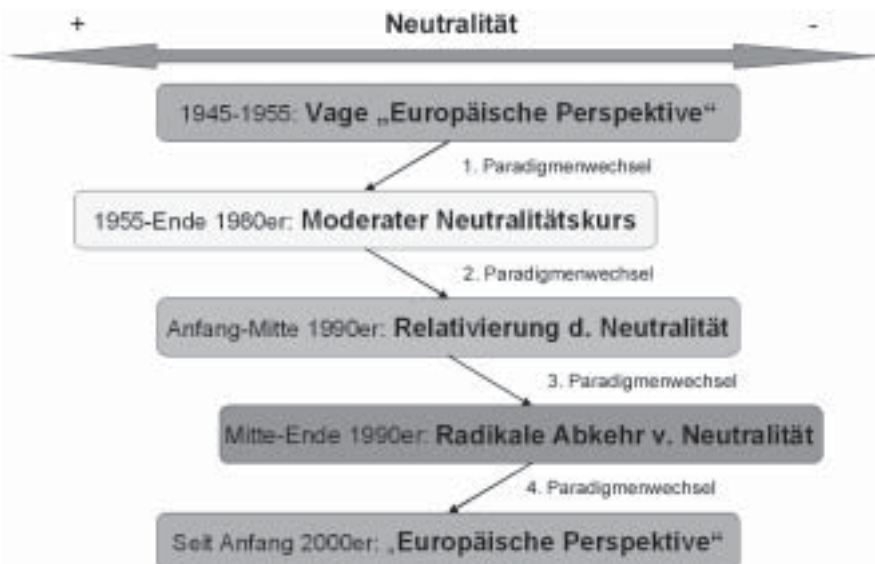 + Neutralität -
1945-1955: Vage „Europäische Perspektive“
1. Paradigmenwechsel
1955-Ende 1980er: Moderater Neutralitätskurs
2. Paradigmenwechsel
Anfang-Mitte 1990er: Relativierung d. Neutralität
3. Paradigmenwechsel
Mitte-Ende 1990er: Radikale Abkehr v. Neutralität
4. Paradigmenwechsel
Seit Anfang 2000er: „Europäische Perspektive“